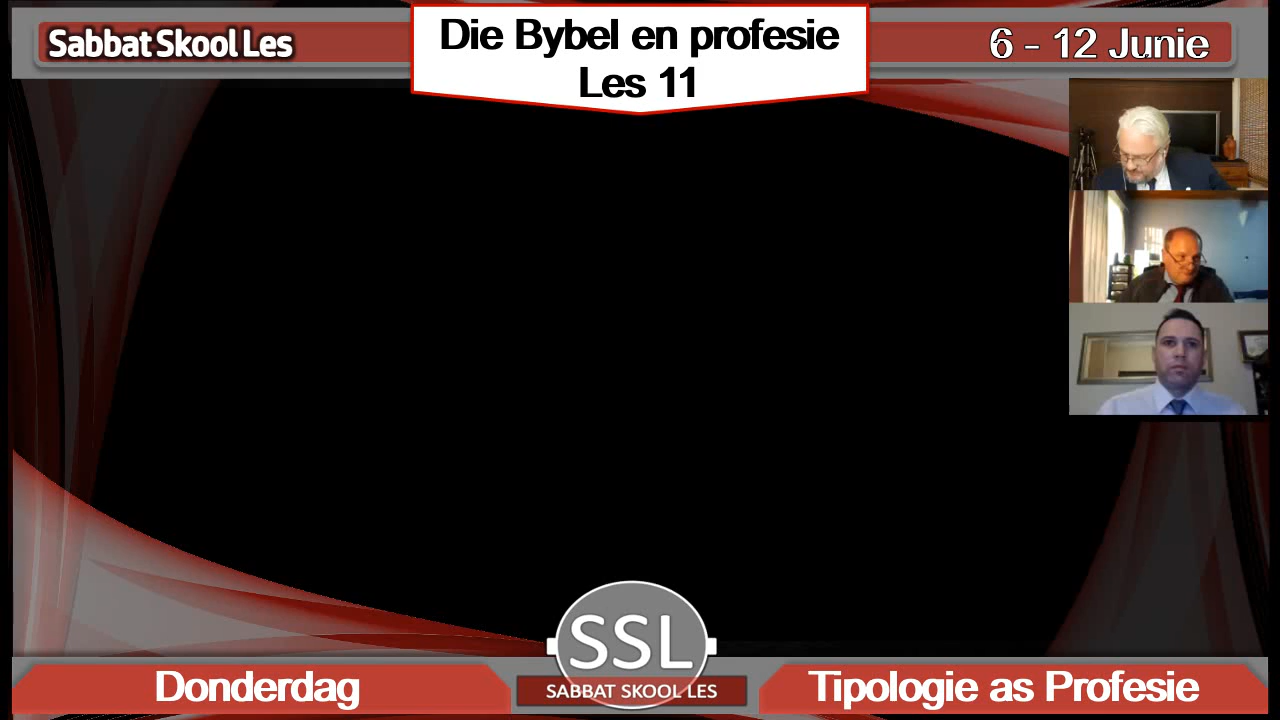 Sabbat Skool Les
Die Bybel en profesie
Les 11
6 - 12 Junie
SSL
SABBAT SKOOL LES
Donderdag
Tipologie as Profesie